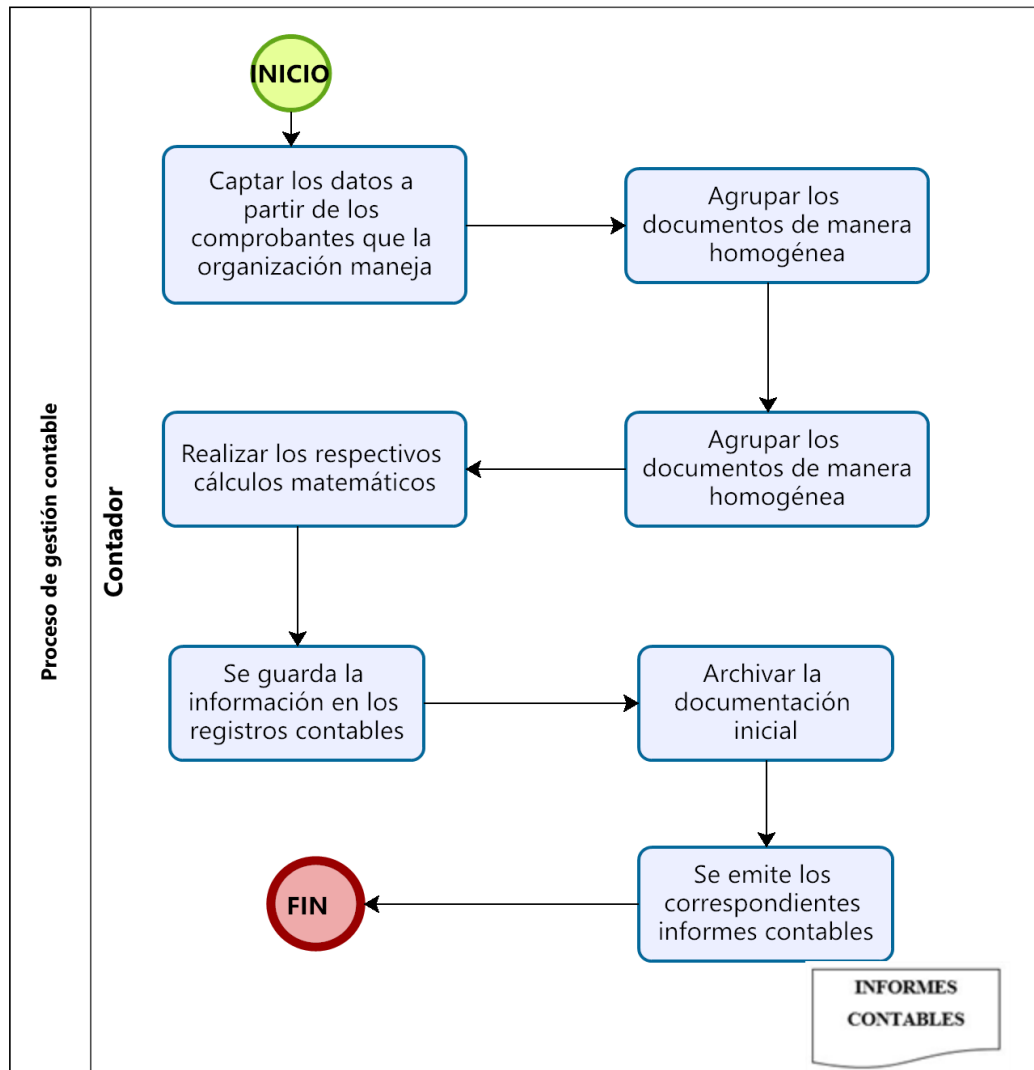 Proceso de gestión contable
Contador
INICIO
Captar los datos a
partir de los
comprobantes que la
organización maneja
Agrupar los
documentos de manera
homogénea
Agrupar los
documentos de manera
homogénea
Realizar los respectivos
cálculos matemáticos
Se guarda la
información en los
registros contables
Archivar la
documentación
inicial
Se emite los
correspondientes
informes contables
FIN
INFORMES
CONTABLES